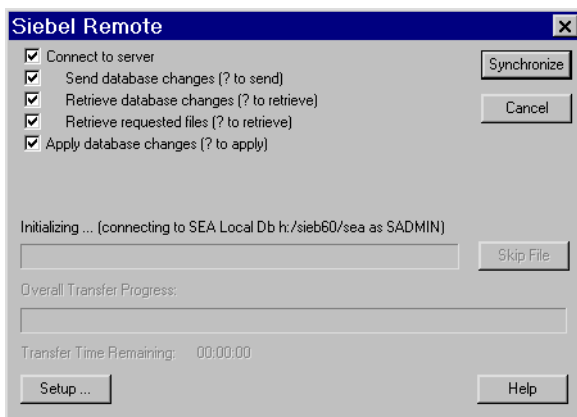 Siebel Remote
Connect to server
Synchronize
Send database changes (? to send)
Retrieve database changes (? to retrieve)
Cancel
Retrieve requested files (? to retrieve)
Apply database changes (? to apply)
Initializing ... (connecting to SEA Local Db h:/sieb60/sea as SADMIN)
Skip File
Overall Transfer Progress:
Transfer Time Remaining: 00:00:00
Setup ...
Help